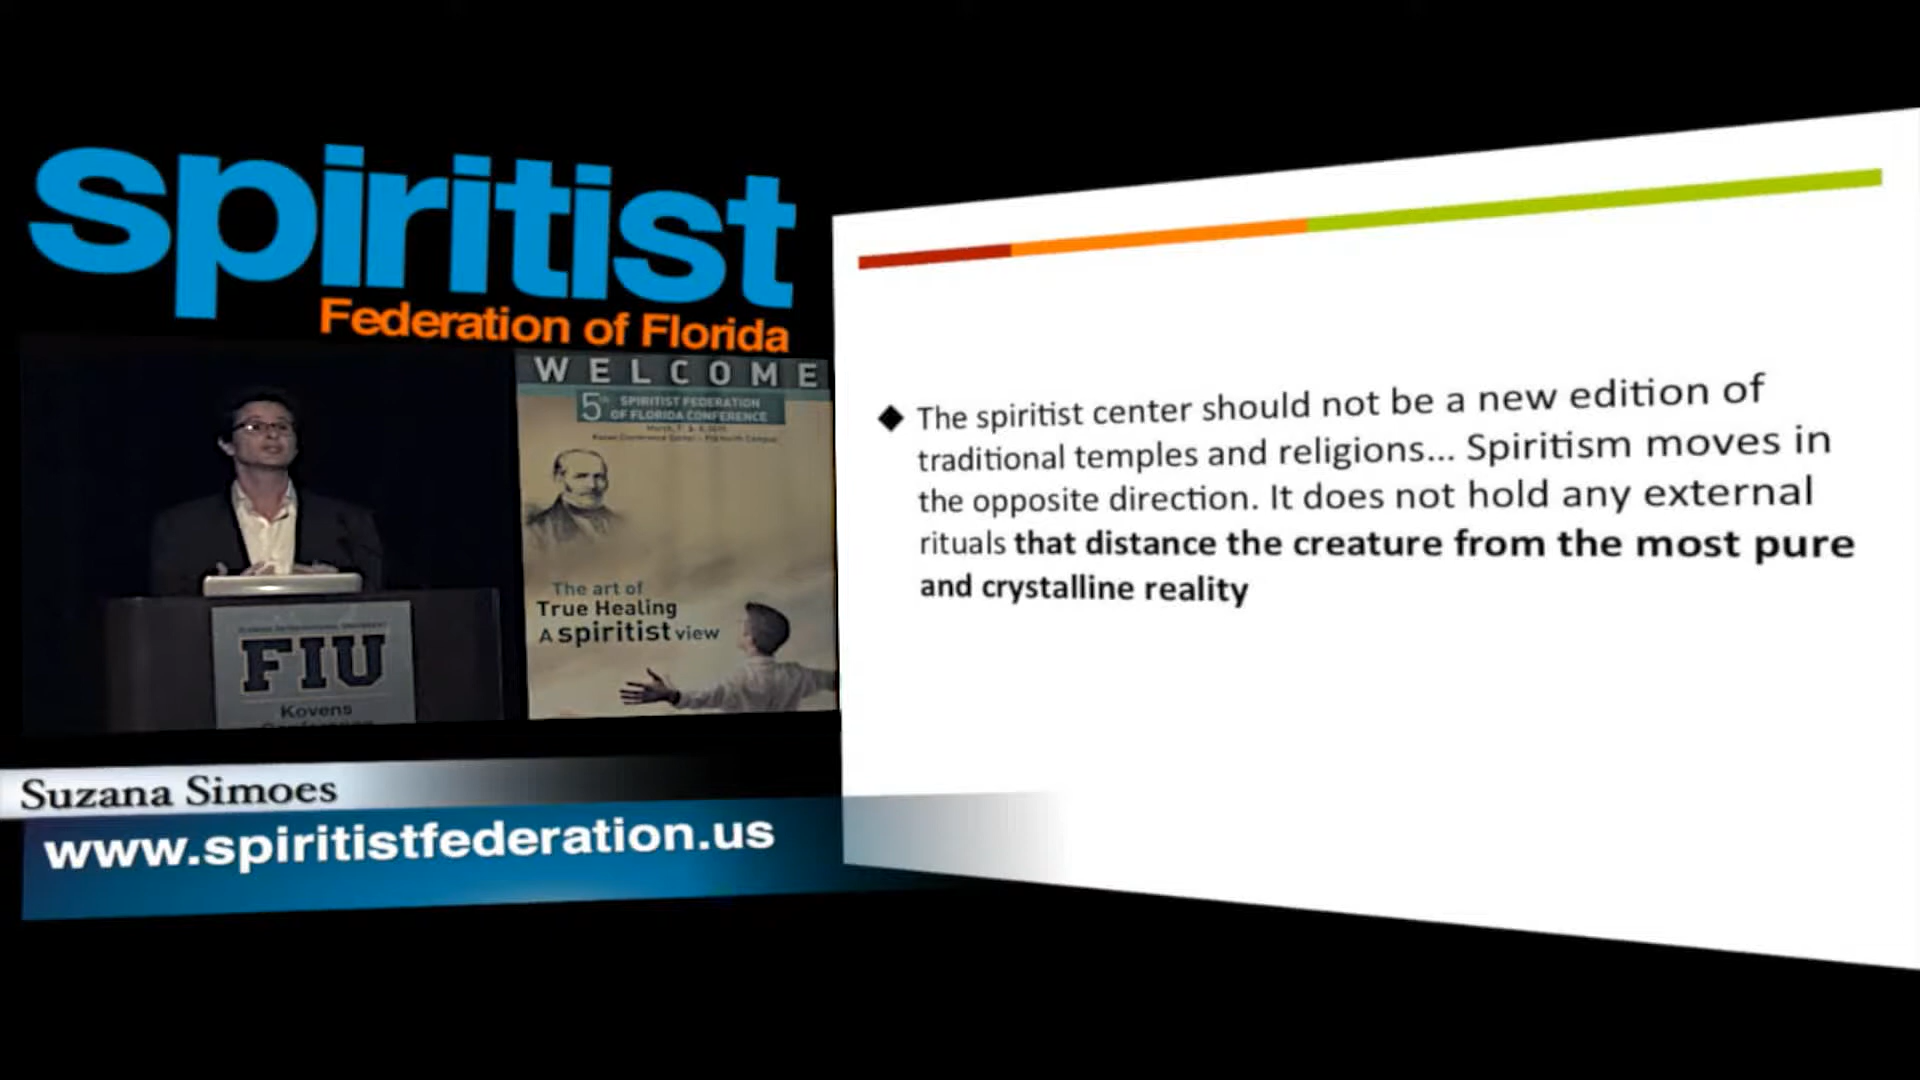 spiritist
Federation of Florida
WELCOME
5th SPIRITIST FEDERATION
OF FLORIDA CONFERENCE
The art of
True Healing
A spiritist view
FIU
Kovens
Suzana Simoes
www.spiritistfederation.us
The spiritist center should not be a new edition of
traditional temples and religions... Spiritism moves in
the opposite direction. It does not hold any external
rituals that distance the creature from the most pure
and crystalline reality